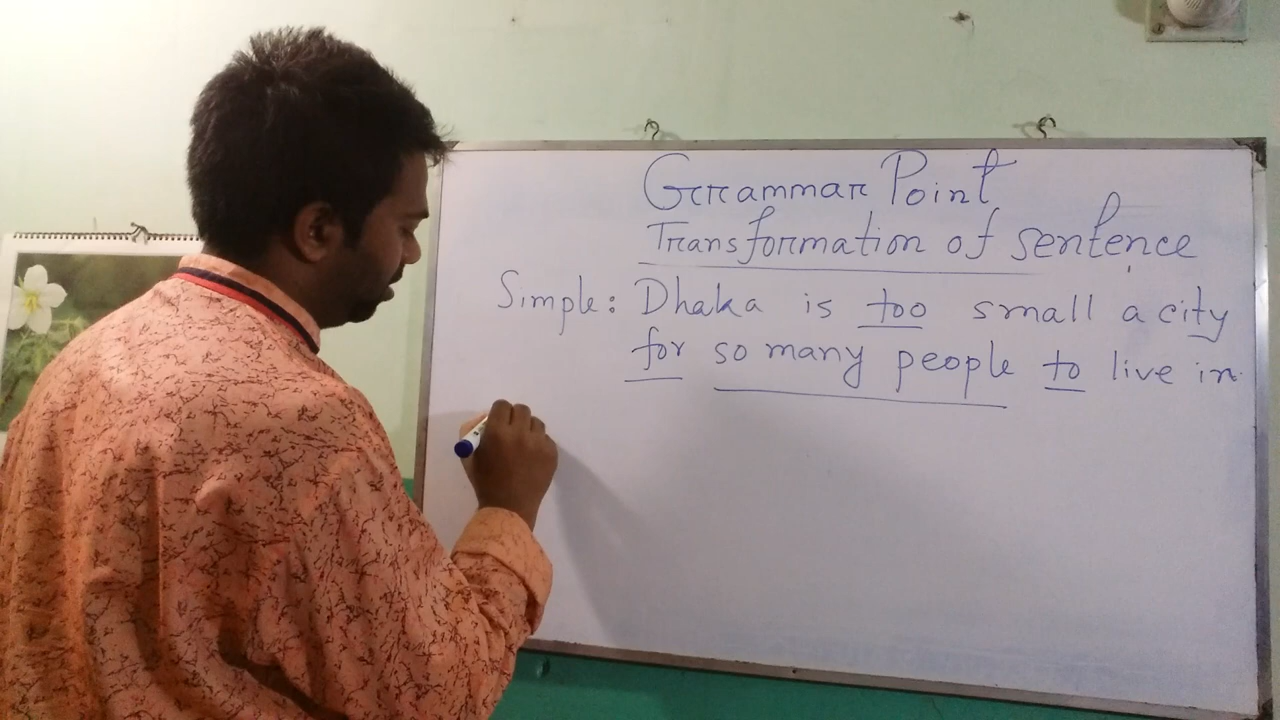 Grammar Point
Transformation of sentence
Simple: Dhaka is too small a city
for so many people to live in.